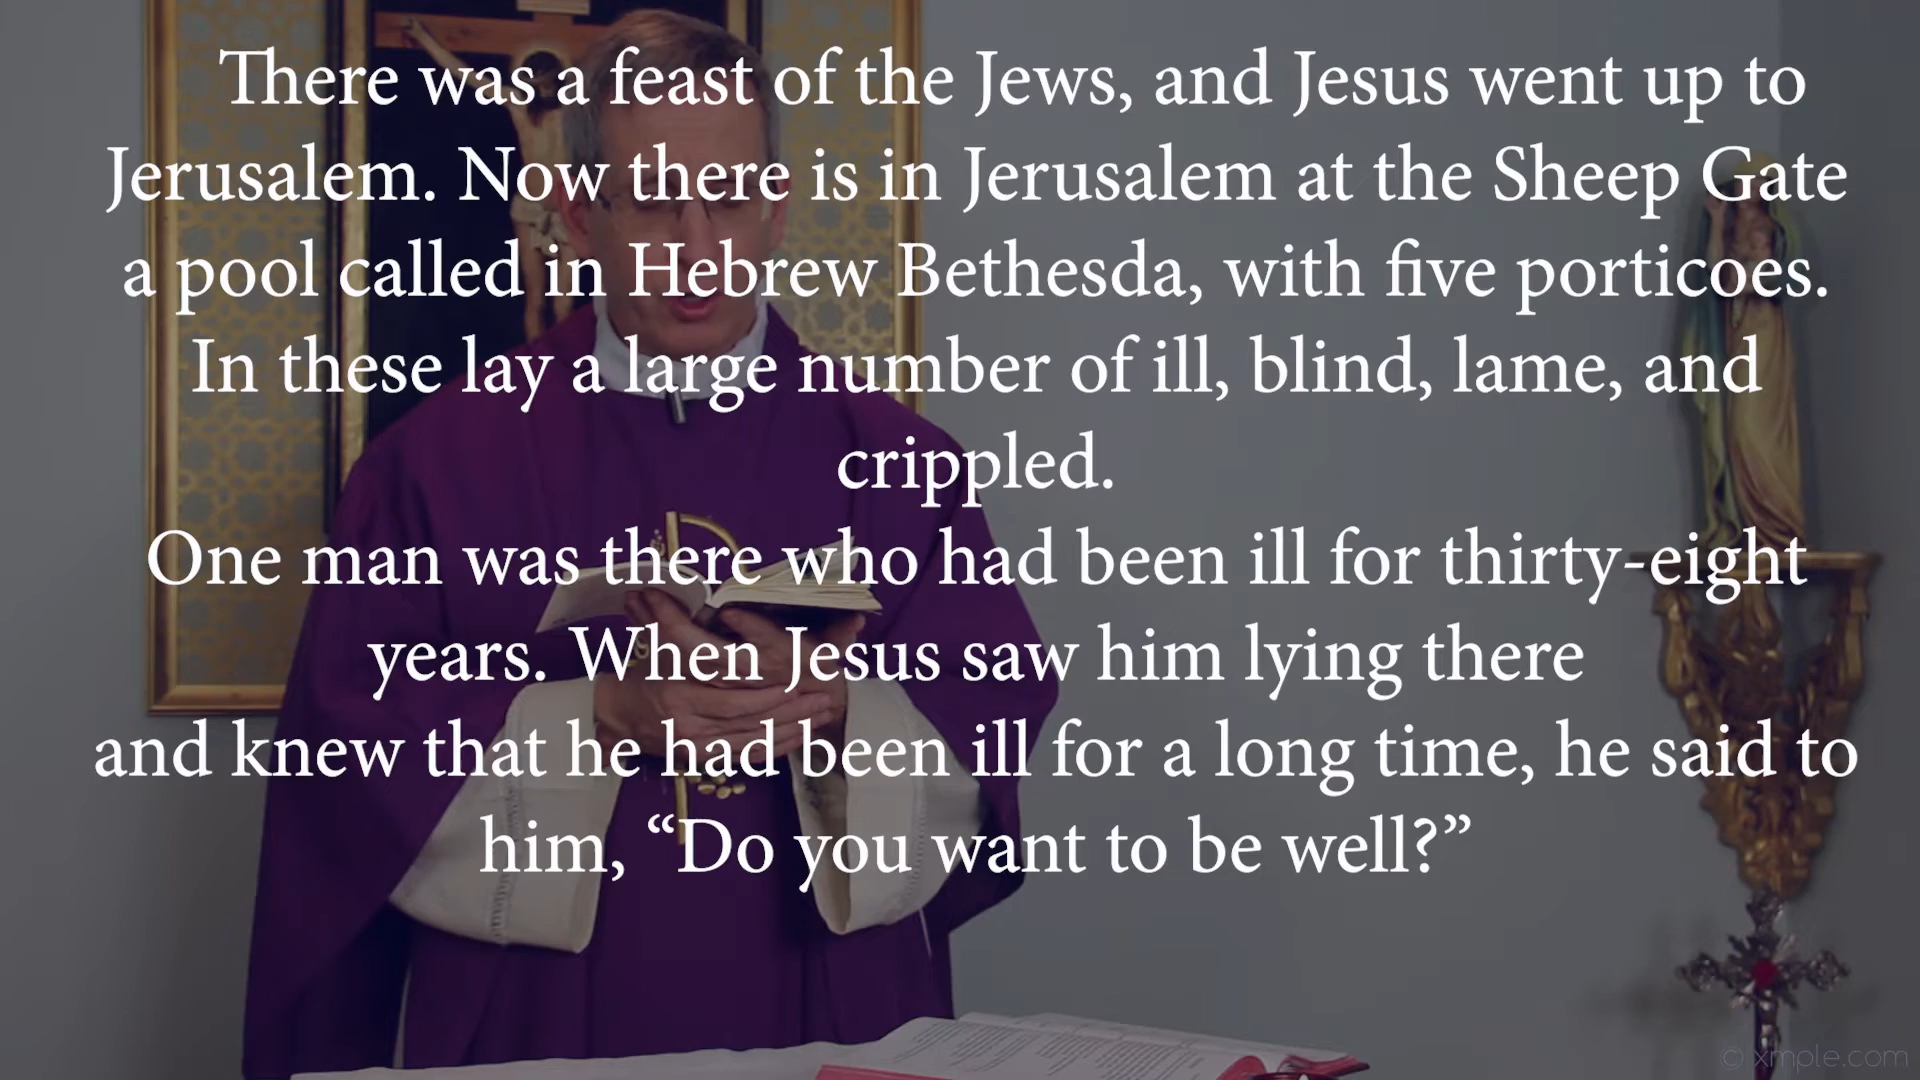 There was a feast of the Jews, and Jesus went up to
Jerusalem. Now there is in Jerusalem at the Sheep Gate
a pool called in Hebrew Bethesda, with five porticoes.
In these lay a large number of ill, blind, lame, and
crippled.
One man was there who had been ill for thirty-eight
years. When Jesus saw him lying there
and knew that he had been ill for a long time, he said to
him, “Do you want to be well?”
© xmple.com